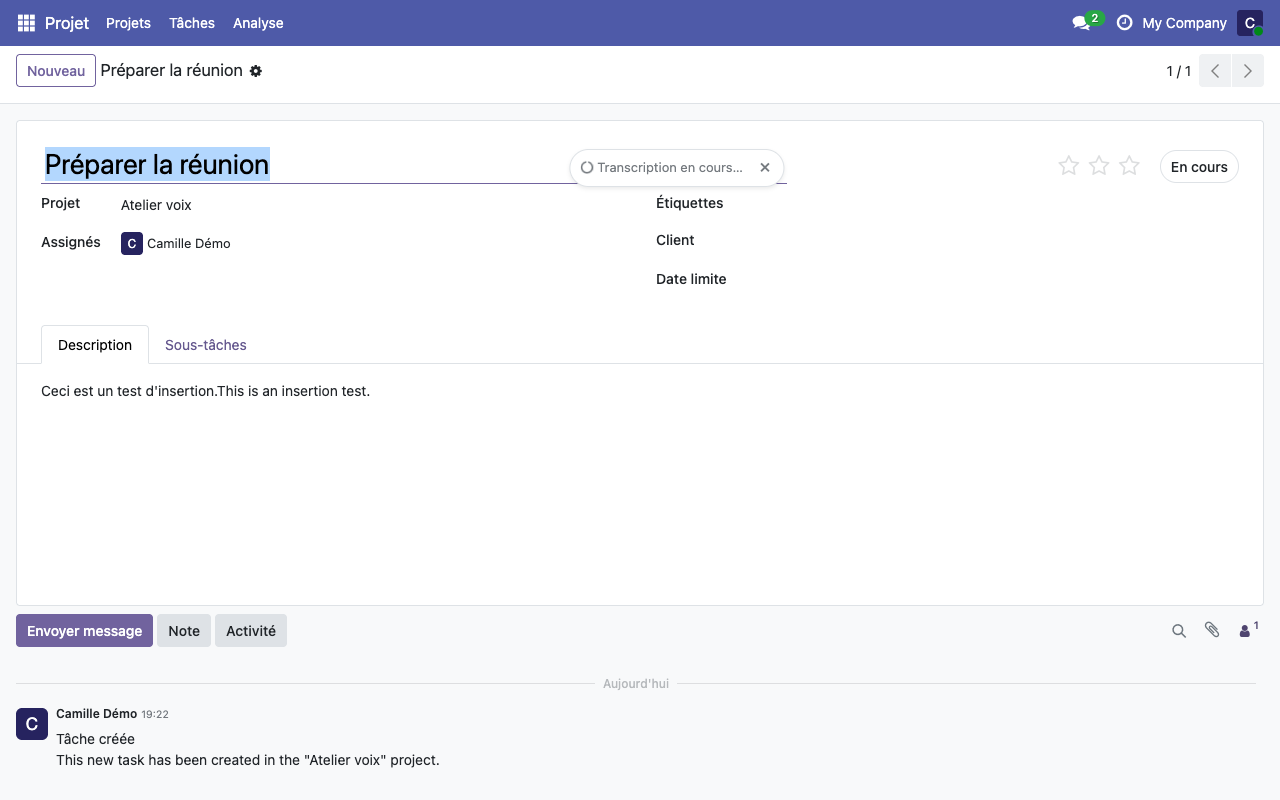 Projet Projets Tâches Analyse 2 My Company C
Nouveau Préparer la réunion 1 / 1
Préparer la réunion Transcription en cours... En cours
Projet Atelier voix Étiquettes
Assignés C Camille Démo Client
Date limite
Description Sous-tâches
Ceci est un test d'insertion.This is an insertion test.
Envoyer message Note Activité 1
Aujourd'hui
C Camille Démo 19:22
Tâche créée
This new task has been created in the "Atelier voix" project.